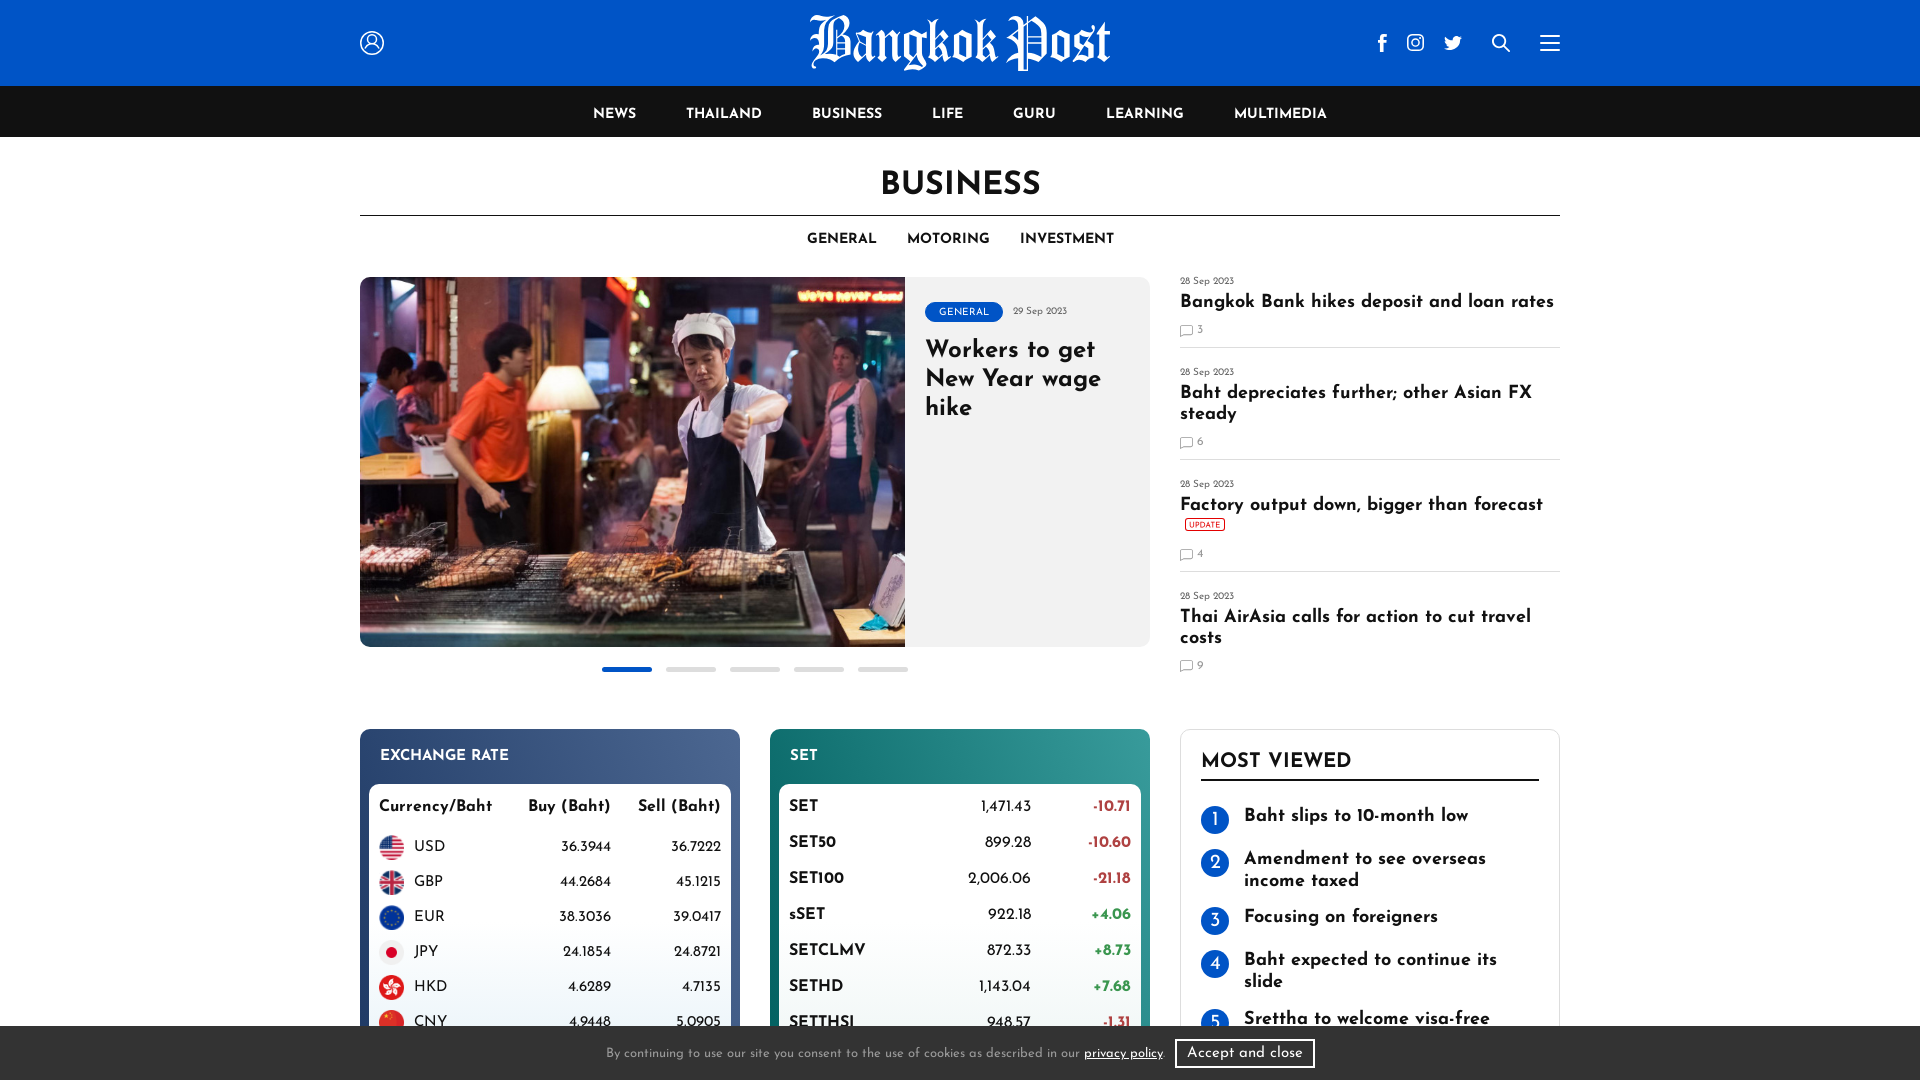 Bangkok Post
NEWS THAILAND BUSINESS LIFE GURU LEARNING MULTIMEDIA
BUSINESS
GENERAL MOTORING INVESTMENT
We're never alone
GENERAL 29 Sep 2023
Workers to get
New Year wage
hike
28 Sep 2023
Bangkok Bank hikes deposit and loan rates
3
28 Sep 2023
Baht depreciates further; other Asian FX
steady
6
28 Sep 2023
Factory output down, bigger than forecast
UPDATE
4
28 Sep 2023
Thai AirAsia calls for action to cut travel
costs
9
EXCHANGE RATE
Currency/Baht Buy (Baht) Sell (Baht)
USD 36.3944 36.7222
GBP 44.2684 45.1215
EUR 38.3036 39.0417
JPY 24.1854 24.8721
HKD 4.6289 4.7135
CNY 4.9448 5.0905
SET
SET 1,471.43 -10.71
SET50 899.28 -10.60
SET100 2,006.06 -21.18
sSET 922.18 +4.06
SETCLMV 872.33 +8.73
SETHD 1,143.04 +7.68
SETTHSI 948.57 -1.31
MOST VIEWED
1 Baht slips to 10-month low
2 Amendment to see overseas
income taxed
3 Focusing on foreigners
4 Baht expected to continue its
slide
5 Srettha to welcome visa-free
By continuing to use our site you consent to the use of cookies as described in our privacy policy. Accept and close